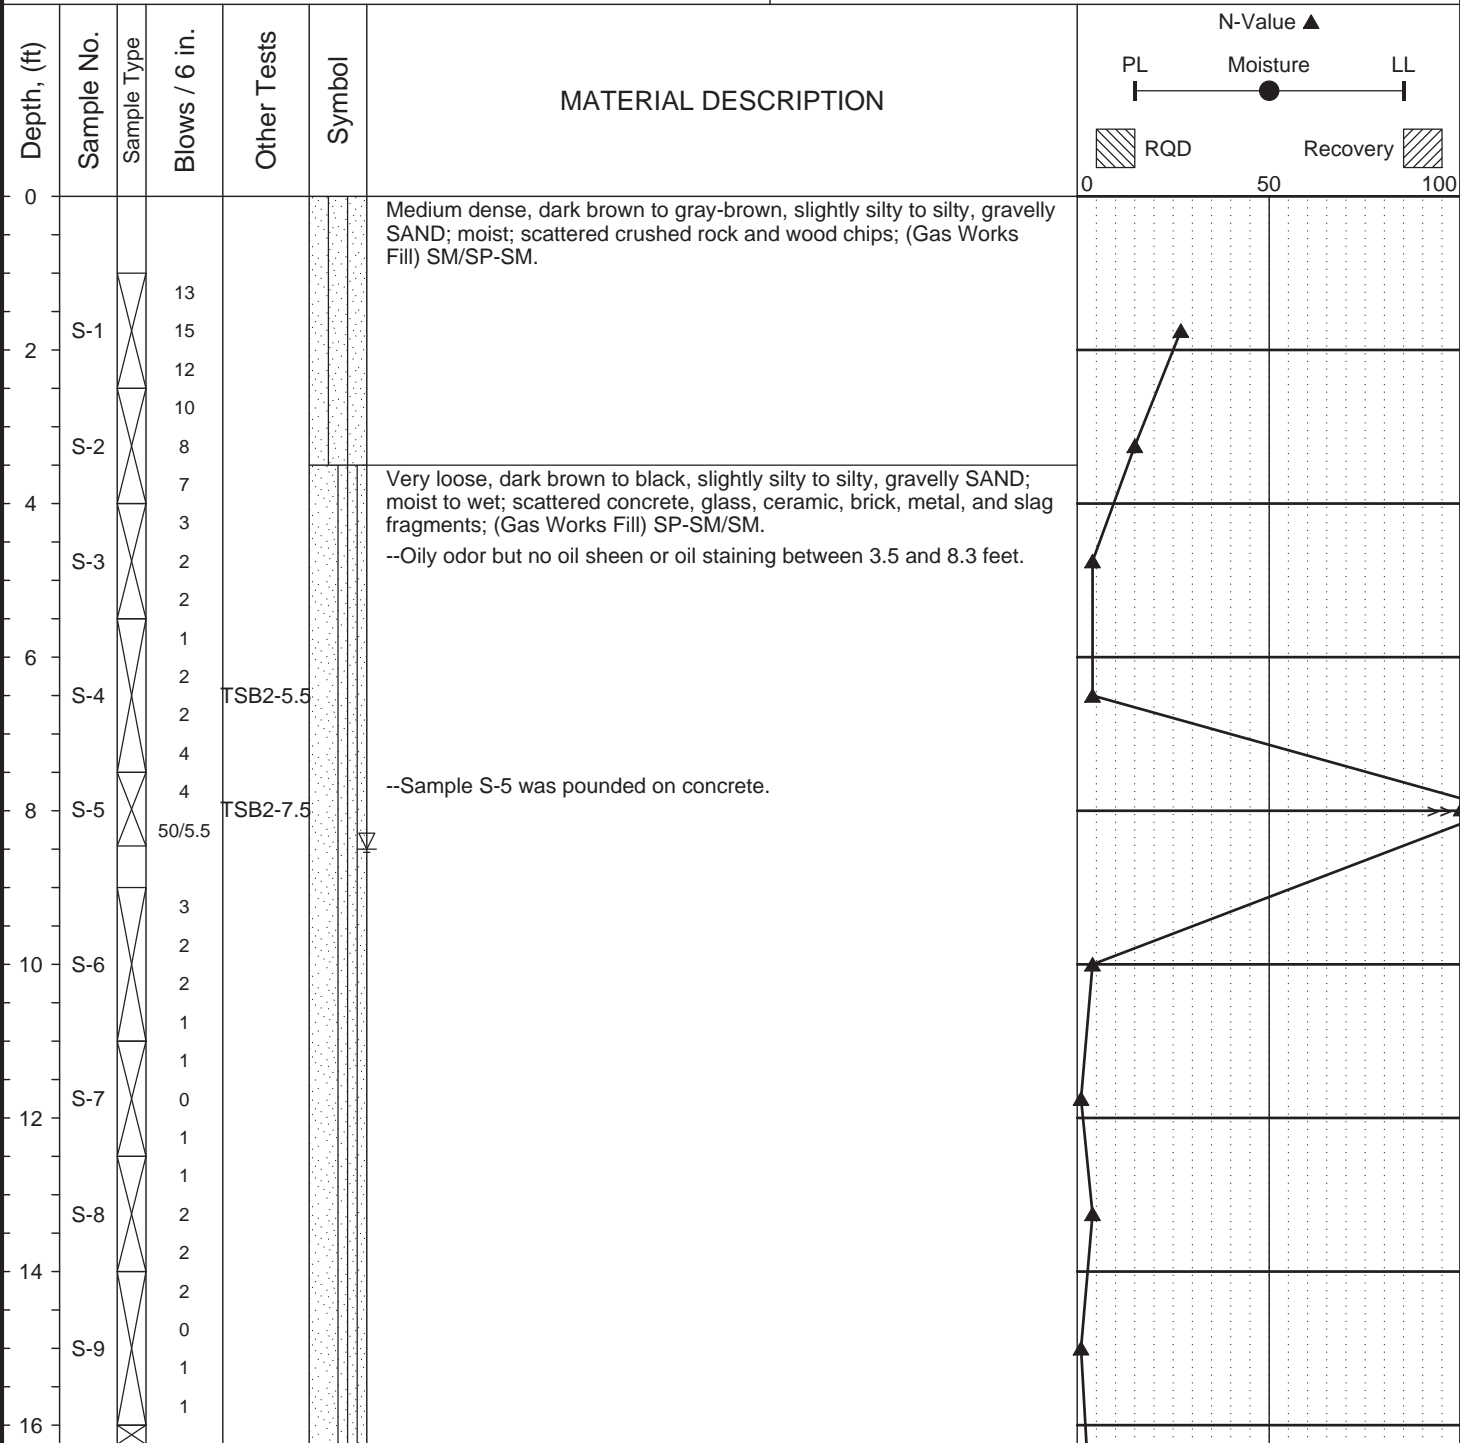 Depth, (ft)
Sample No.
Sample Type
Blows / 6 in.
Other Tests
Symbol
MATERIAL DESCRIPTION
N-Value
PL Moisture LL
RQD Recovery
0 50 100
0
Medium dense, dark brown to gray-brown, slightly silty to silty, gravelly
SAND; moist; scattered crushed rock and wood chips; (Gas Works
Fill) SM/SP-SM.
13
S-1 15
2
12
10
S-2 8
Very loose, dark brown to black, slightly silty to silty, gravelly SAND;
7
moist to wet; scattered concrete, glass, ceramic, brick, metal, and slag
4
fragments; (Gas Works Fill) SP-SM/SM.
3
--Oily odor but no oil sheen or oil staining between 3.5 and 8.3 feet.
S-3 2
2
1
6
2
S-4 TSB2-5.5
2
4
--Sample S-5 was pounded on concrete.
4
8 S-5 TSB2-7.5
50/5.5
3
2
10 S-6
2
1
1
S-7 0
12
1
1
S-8 2
2
14
2
0
S-9
1
1
16